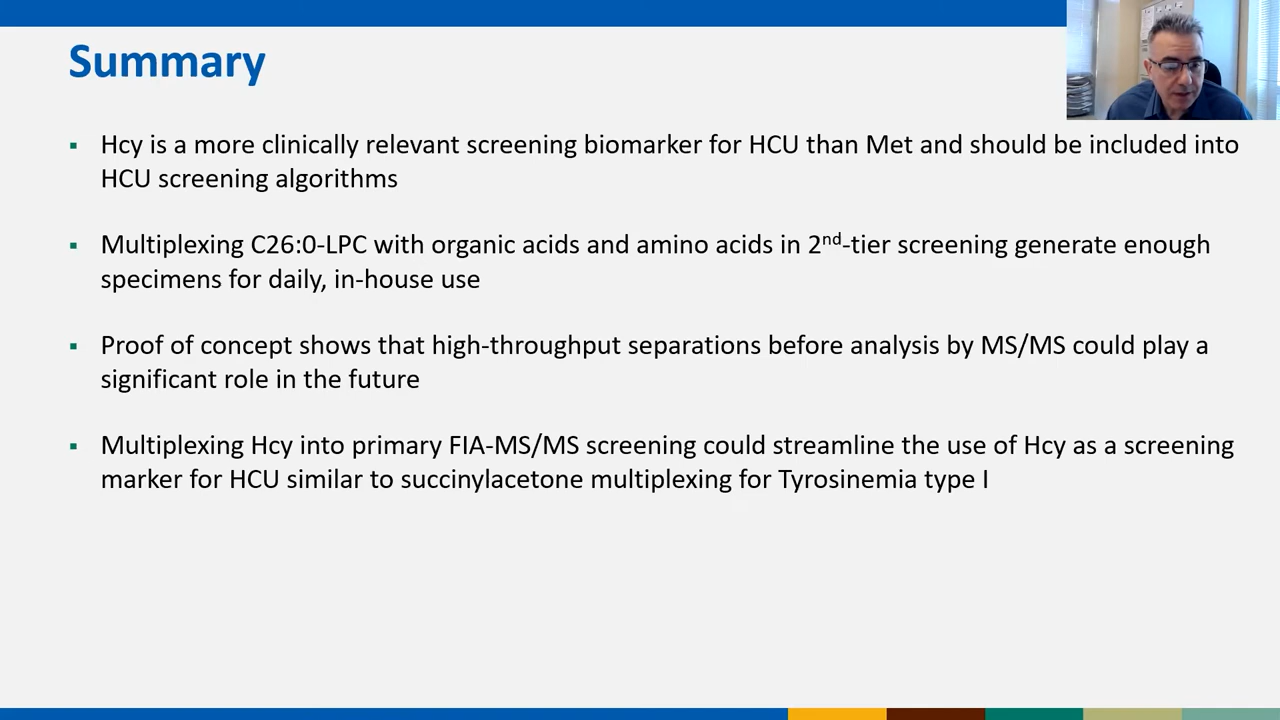 Summary
Hcy is a more clinically relevant screening biomarker for HCU than Met and should be included into
HCU screening algorithms
Multiplexing C26:0-LPC with organic acids and amino acids in 2nd-tier screening generate enough
specimens for daily, in-house use
Proof of concept shows that high-throughput separations before analysis by MS/MS could play a
significant role in the future
Multiplexing Hcy into primary FIA-MS/MS screening could streamline the use of Hcy as a screening
marker for HCU similar to succinylacetone multiplexing for Tyrosinemia type I